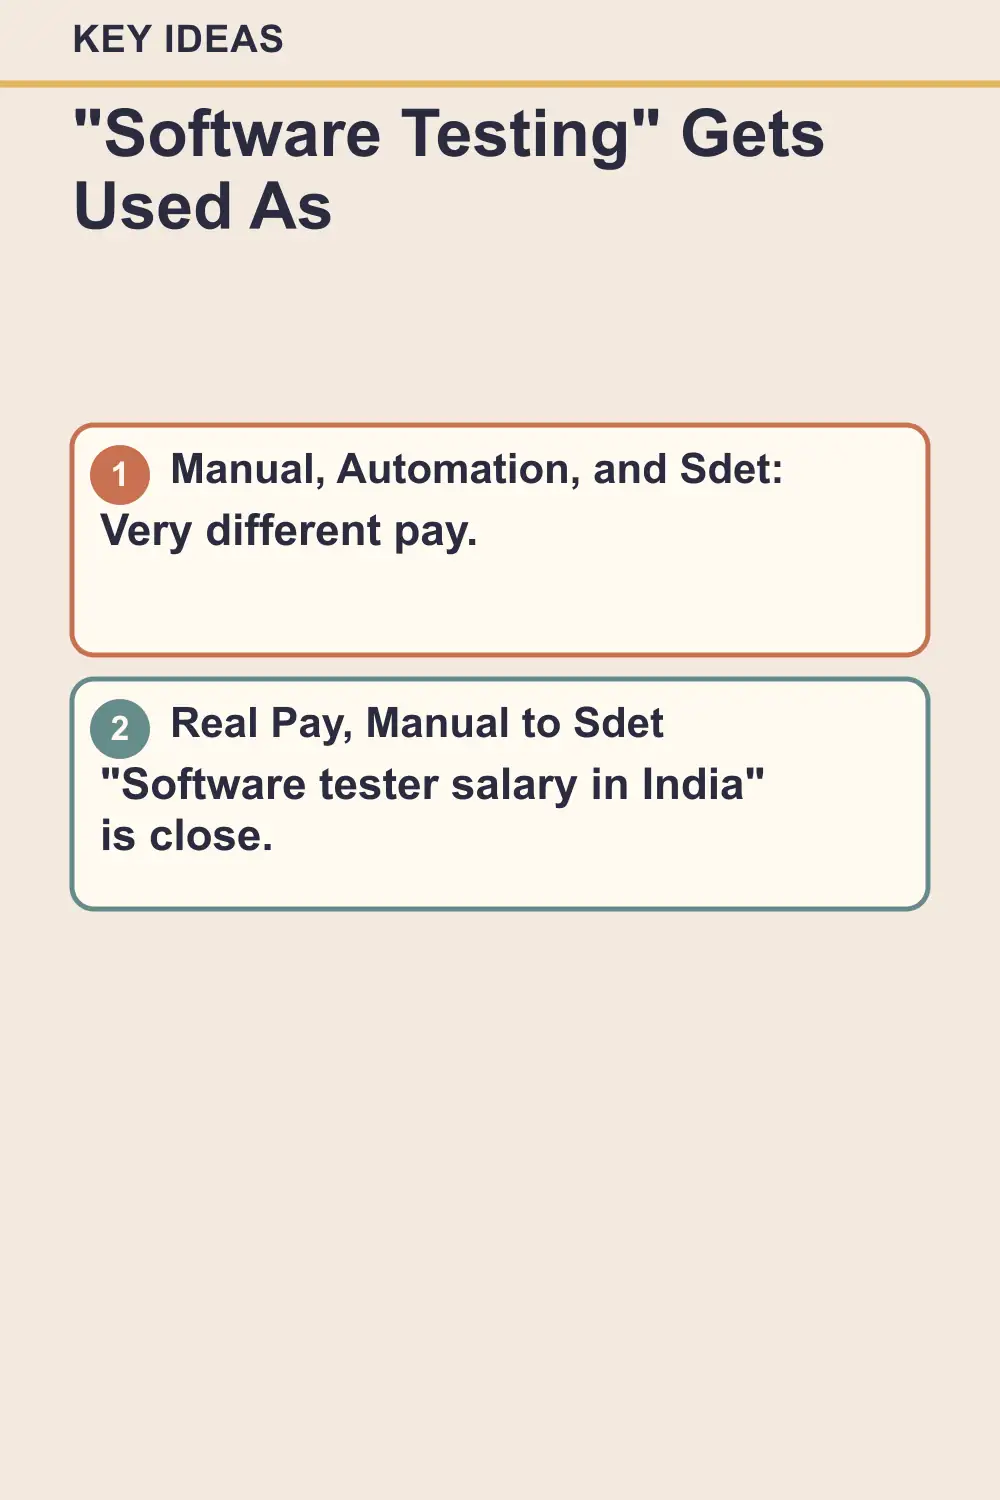 KEY IDEAS
"Software Testing" Gets
Used As
1 Manual, Automation, and Sdet:
Very different pay.
2 Real Pay, Manual to Sdet
"Software tester salary in India"
is close.